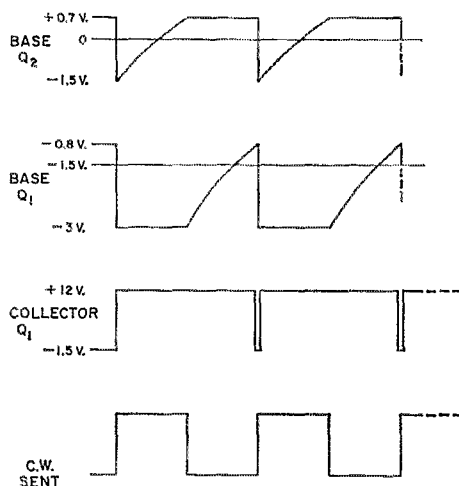 +0.7 V.
BASE
Q2
0
−1.5 V.
−0.8 V.
BASE
Q1
−1.5 V.
−3 V.
+12 V.
COLLECTOR
Q1
−1.5 V.
C.W.
SENT